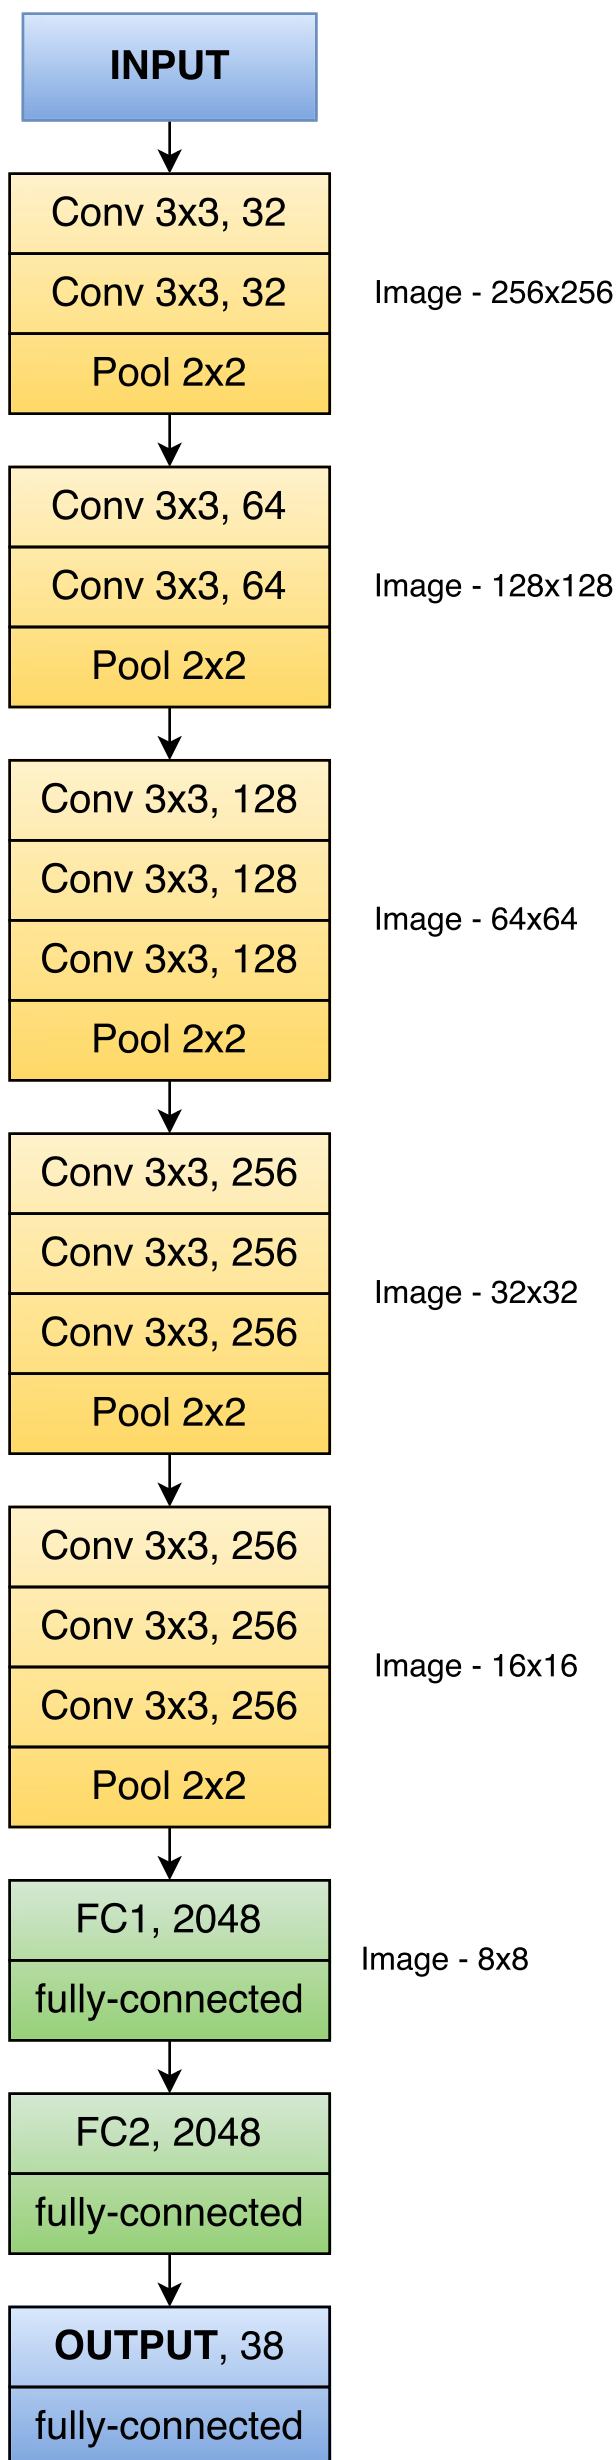 INPUT
Conv 3x3, 32
Conv 3x3, 32
Image - 256x256
Pool 2x2
Conv 3x3, 64
Conv 3x3, 64
Image - 128x128
Pool 2x2
Conv 3x3, 128
Conv 3x3, 128
Image - 64x64
Conv 3x3, 128
Pool 2x2
Conv 3x3, 256
Conv 3x3, 256
Image - 32x32
Conv 3x3, 256
Pool 2x2
Conv 3x3, 256
Conv 3x3, 256
Image - 16x16
Conv 3x3, 256
Pool 2x2
FC1, 2048
Image - 8x8
fully-connected
FC2, 2048
fully-connected
OUTPUT, 38
fully-connected